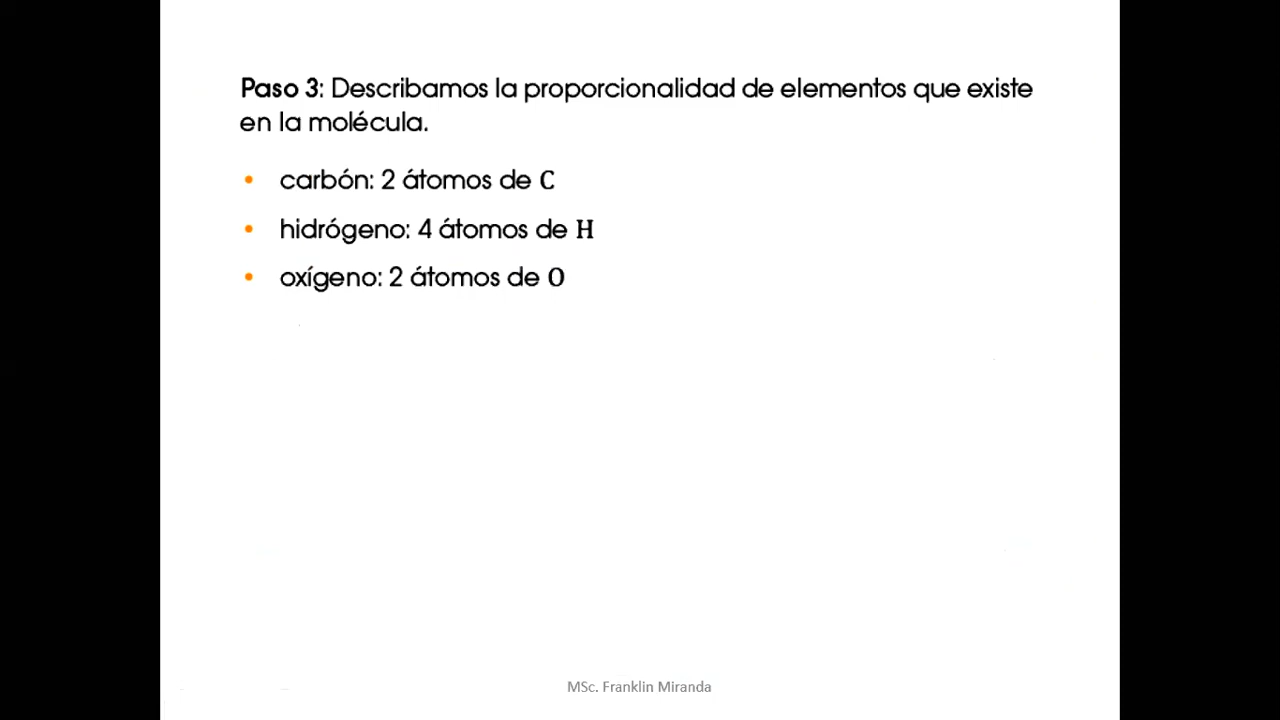 Paso 3: Describamos la proporcionalidad de elementos que existe
en la molécula.
• carbón: 2 átomos de C
• hidrógeno: 4 átomos de H
• oxígeno: 2 átomos de O
MSc. Franklin Miranda